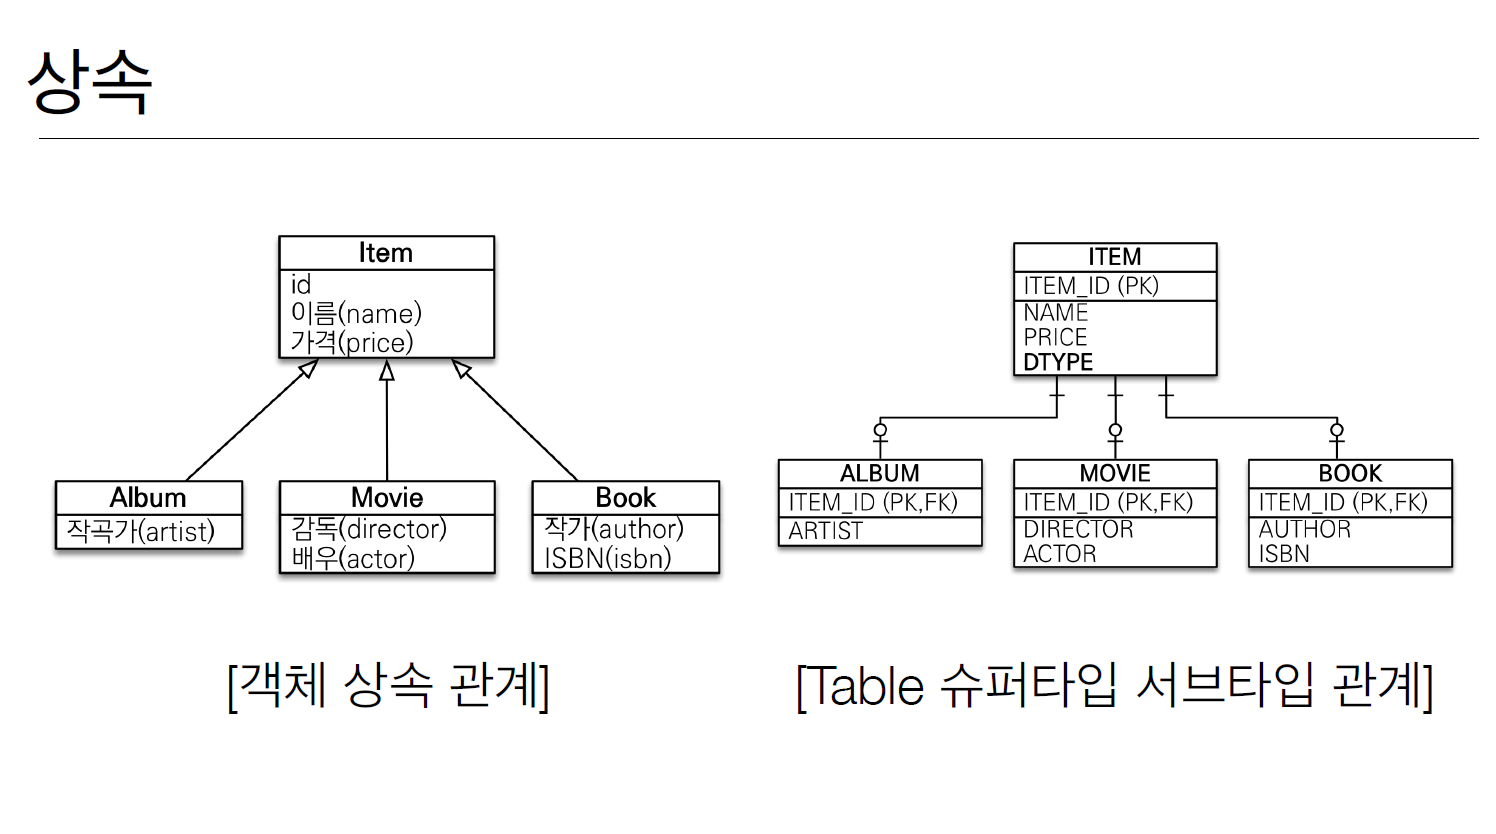 상속
Item
id
이름(name)
가격(price)
Album
작곡가(artist)
Movie
감독(director)
배우(actor)
Book
작가(author)
ISBN(isbn)
[객체 상속 관계]
ITEM
ITEM_ID (PK)
NAME
PRICE
DTYPE
ALBUM
ITEM_ID (PK,FK)
ARTIST
MOVIE
ITEM_ID (PK,FK)
DIRECTOR
ACTOR
BOOK
ITEM_ID (PK,FK)
AUTHOR
ISBN
[Table 슈퍼타입 서브타입 관계]